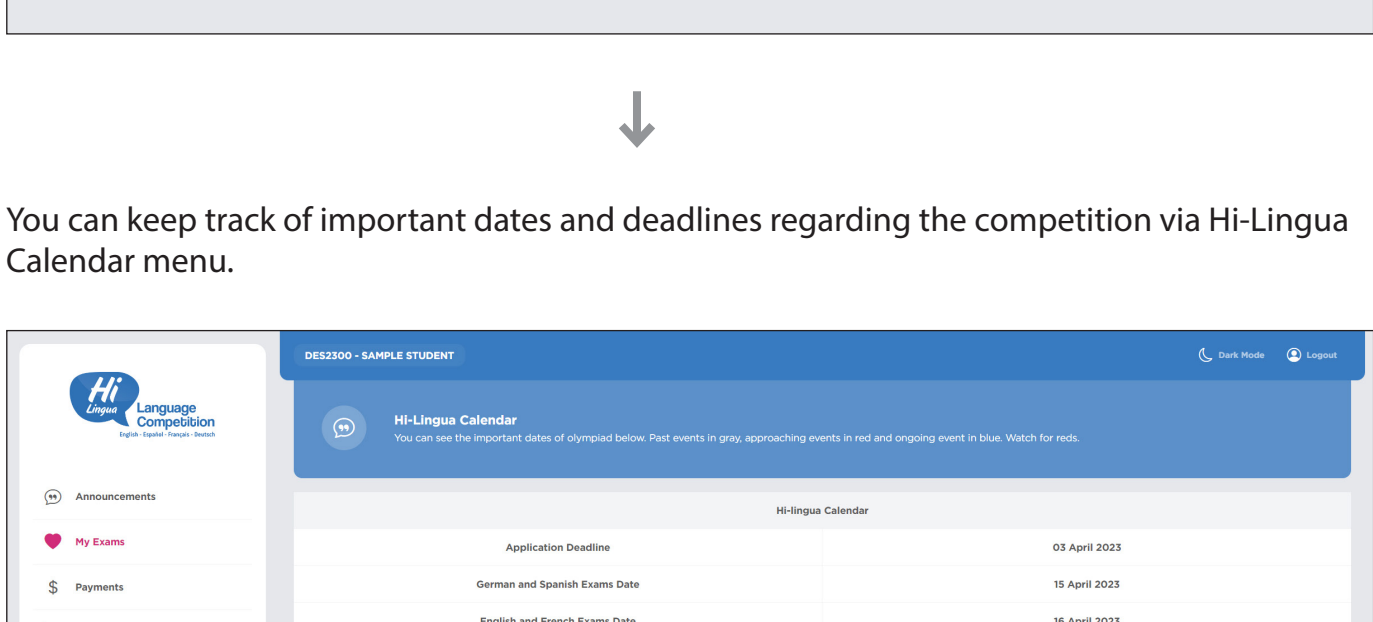 You can keep track of important dates and deadlines regarding the competition via Hi-Lingua
Calendar menu.
DES2300 - SAMPLE STUDENT
Dark Mode
Logout
Hi
Lingua
Language
Competition
English - Español - Français - Deutsch
Hi-Lingua Calendar
You can see the important dates of olympiad below. Past events in gray, approaching events in red and ongoing event in blue. Watch for reds.
Announcements
My Exams
$ Payments
Hi-lingua Calendar
Application Deadline 03 April 2023
German and Spanish Exams Date 15 April 2023
English and French Exams Date 16 April 2023